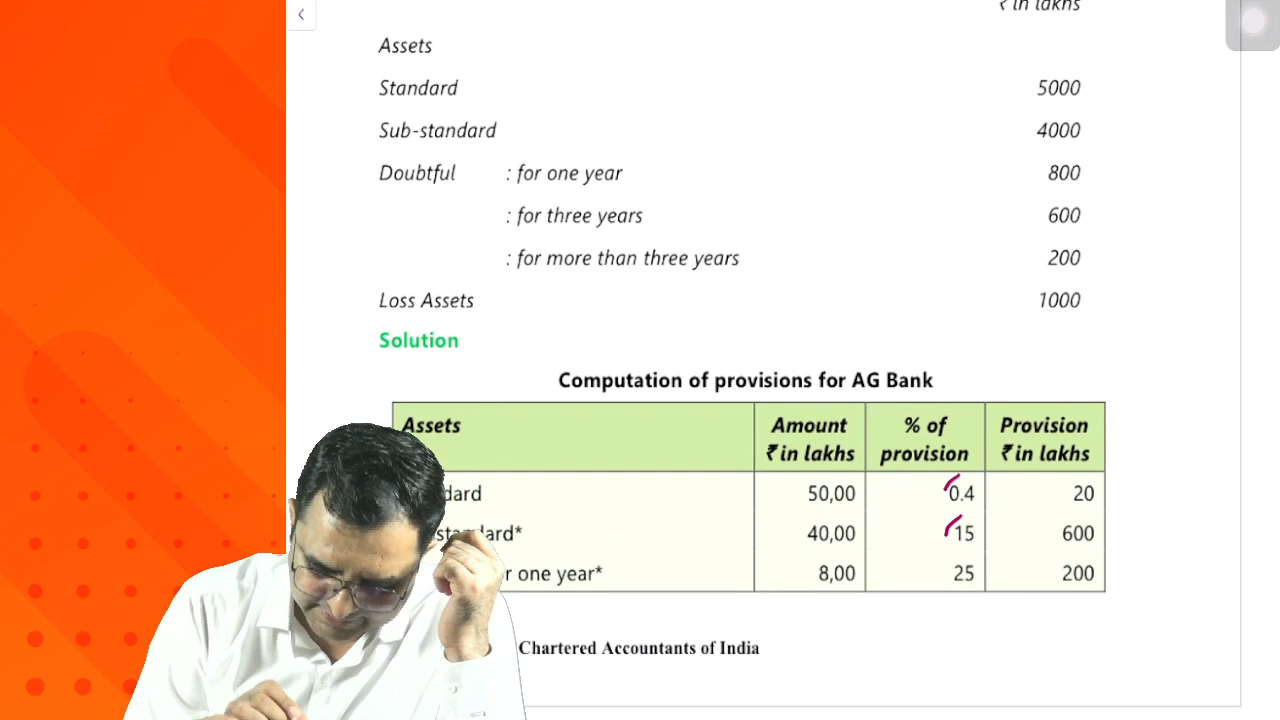 ₹ in lakhs
Assets
Standard 5000
Sub-standard 4000
Doubtful : for one year 800
: for three years 600
: for more than three years 200
Loss Assets 1000
Solution
Computation of provisions for AG Bank
Assets Amount ₹ in lakhs % of provision Provision ₹ in lakhs
dard 50,00 0.4 20
standard* 40,00 15 600
r one year* 8,00 25 200
Chartered Accountants of India